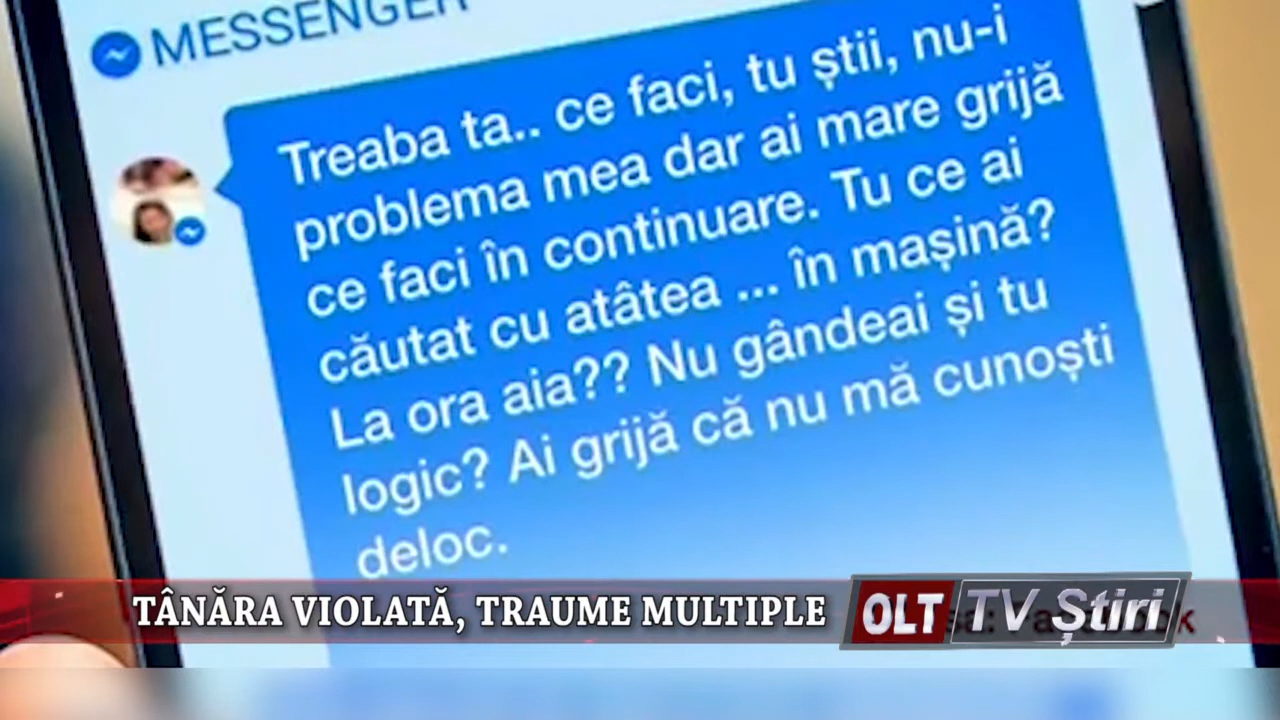 MESSENGER
Treaba ta.. ce faci, tu știi, nu-i
problema mea dar ai mare grijă
ce faci în continuare. Tu ce ai
căutat cu atâtea ... în mașină?
La ora aia?? Nu gândeai și tu
logic? Ai grijă că nu mă cunoști
deloc.
TÂNĂRA VIOLATĂ, TRAUME MULTIPLE
OLT TV Știri